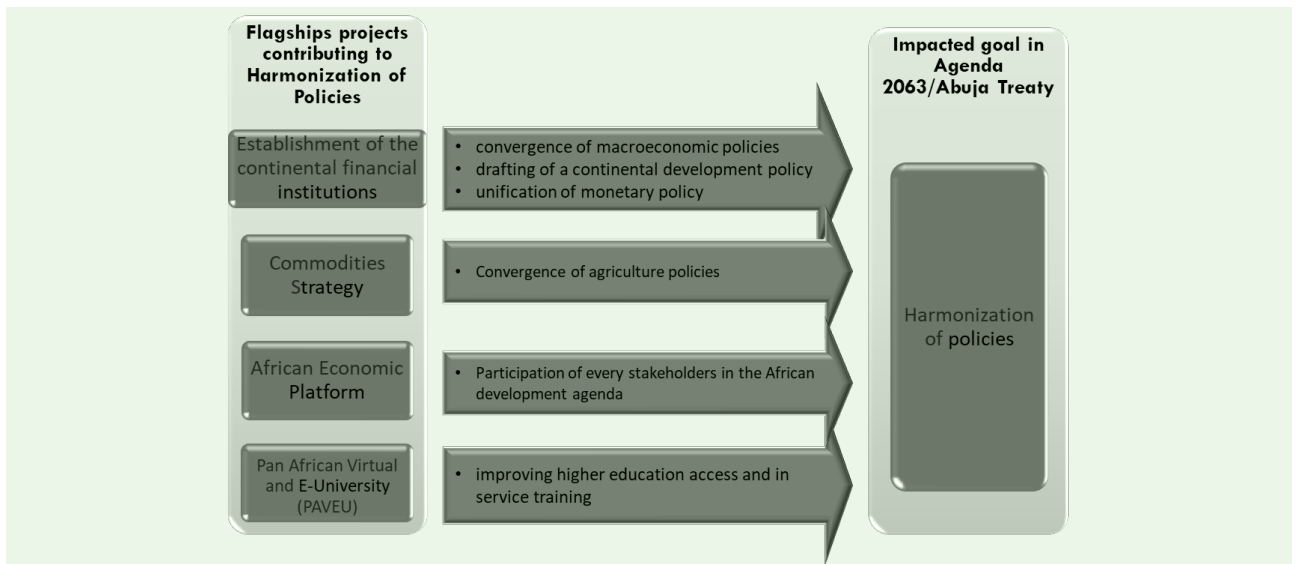 Flagships projects
contributing to
Harmonization of
Policies
Establishment of the
continental financial
institutions
• convergence of macroeconomic policies
• drafting of a continental development policy
• unification of monetary policy
Commodities
Strategy
• Convergence of agriculture policies
African Economic
Platform
• Participation of every stakeholders in the African
development agenda
Pan African Virtual
and E-University
(PAVEU)
• improving higher education access and in
service training
Impacted goal in
Agenda
2063/Abuja Treaty
Harmonization
of policies